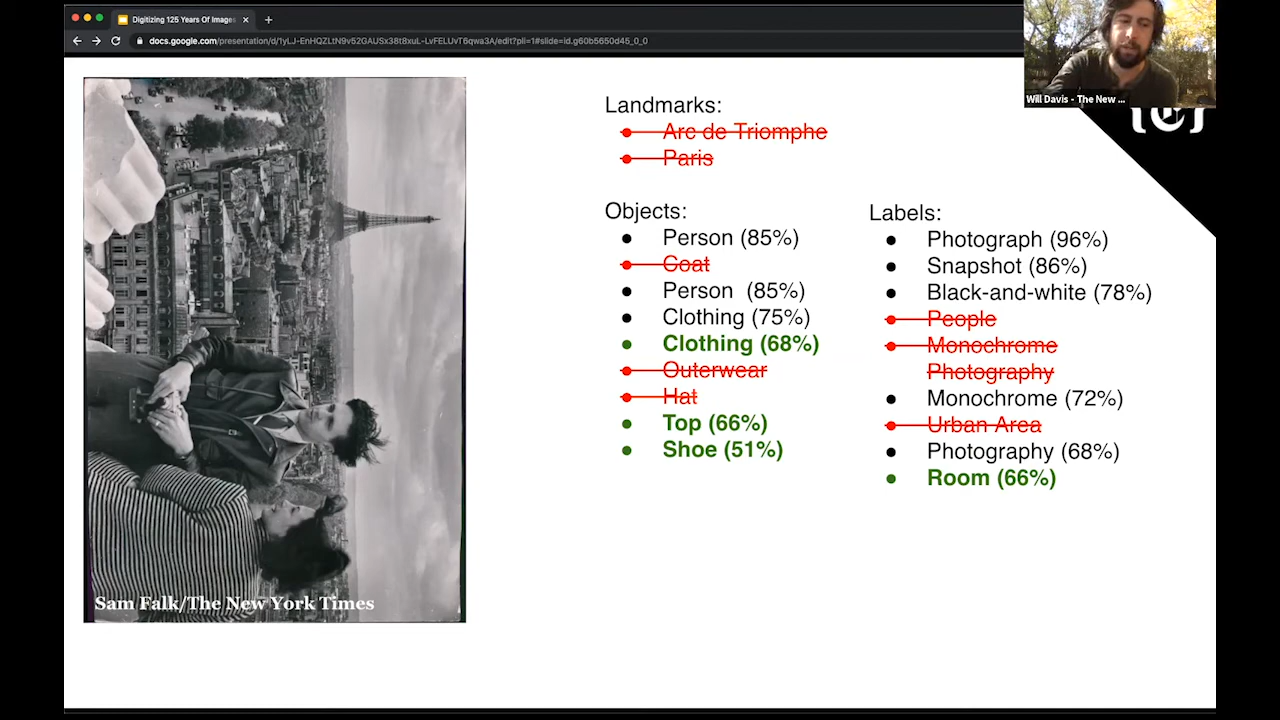 Digitizing 125 Years Of Images
docs.google.com/presentation/d/1yLJ-EnHQZLtN9v52GAUSx38t8xuL-LvFELUvT6qwa3A/edit?pli=1#slide=id.g60b5650d45_0_0
Will Davis - The New ...
Landmarks:
Arc de Triomphe
Paris
Objects:
Person (85%)
Coat
Person (85%)
Clothing (75%)
Clothing (68%)
Outerwear
Hat
Top (66%)
Shoe (51%)
Labels:
Photograph (96%)
Snapshot (86%)
Black-and-white (78%)
People
Monochrome
Photography
Monochrome (72%)
Urban Area
Photography (68%)
Room (66%)
Sam Falk/The New York Times